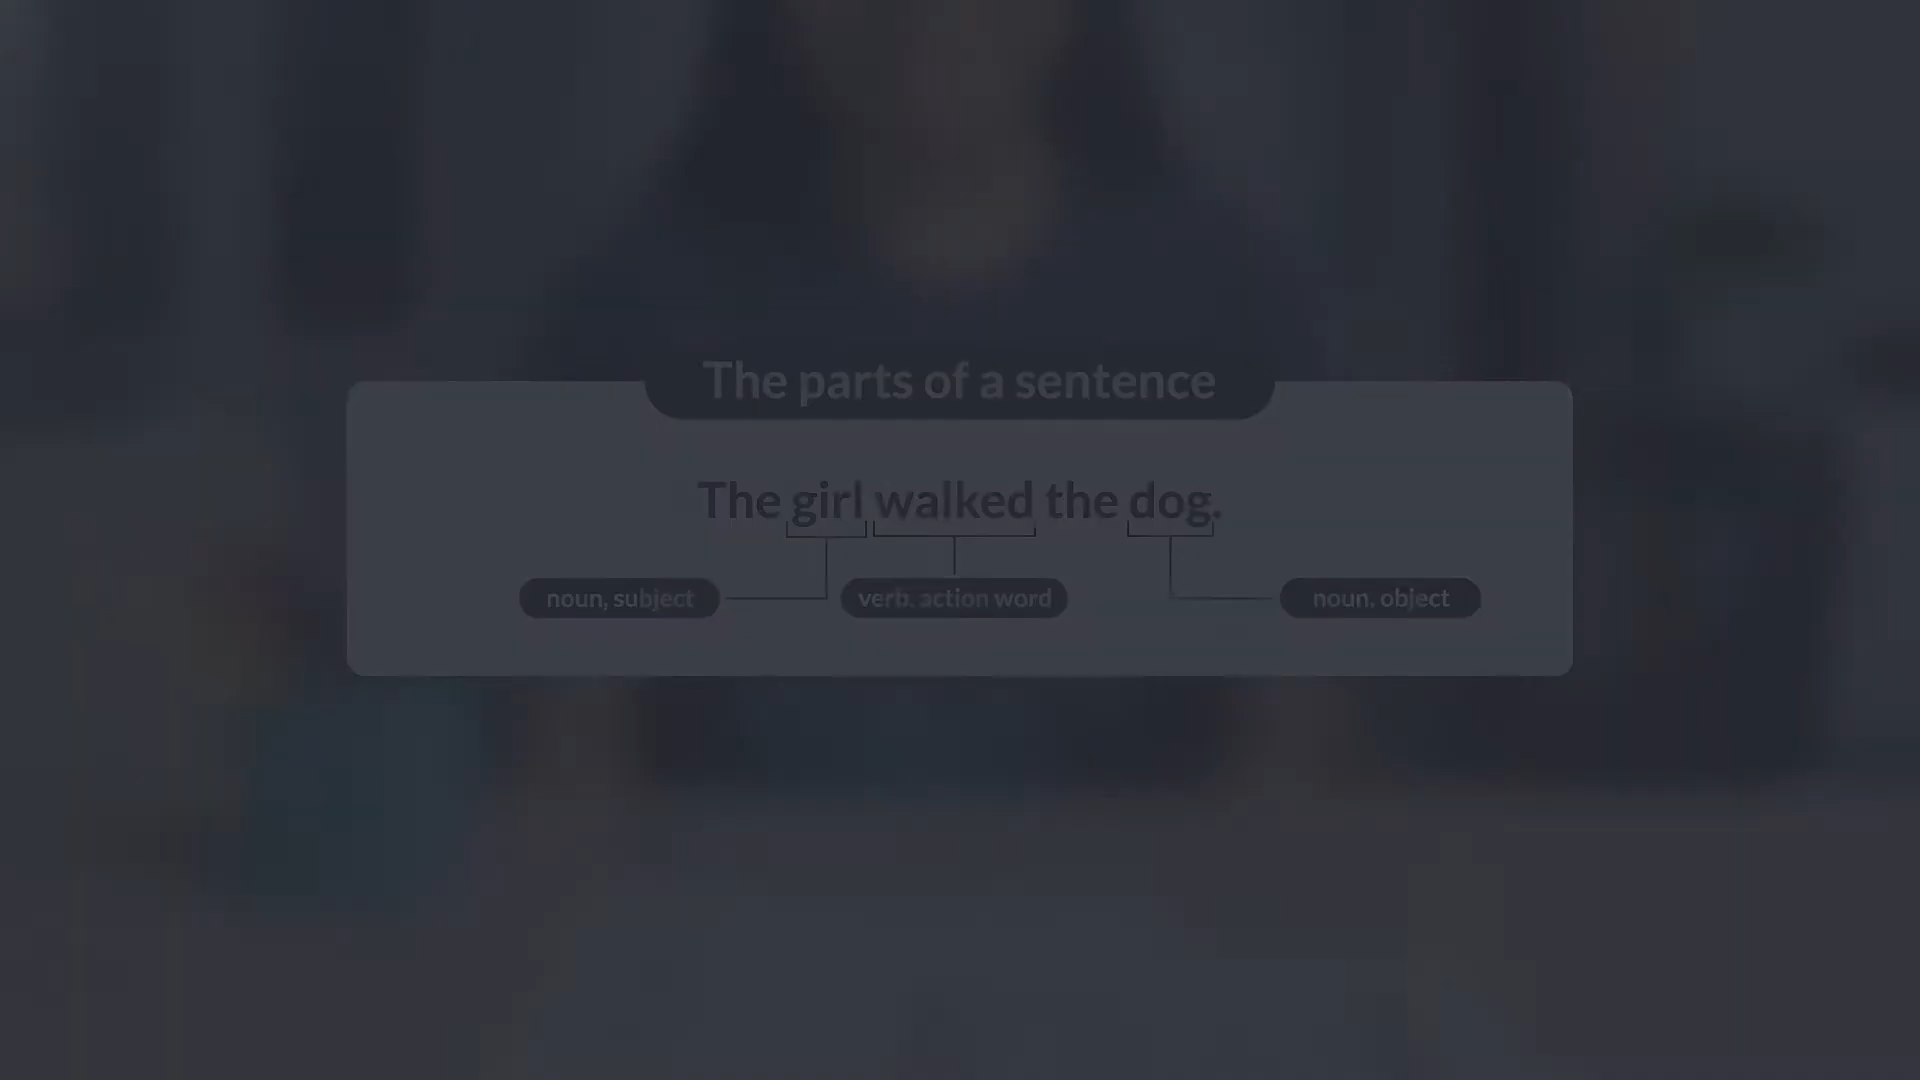 The parts of a sentence
The girl walked the dog.
noun, subject
verb. action word
noun. object